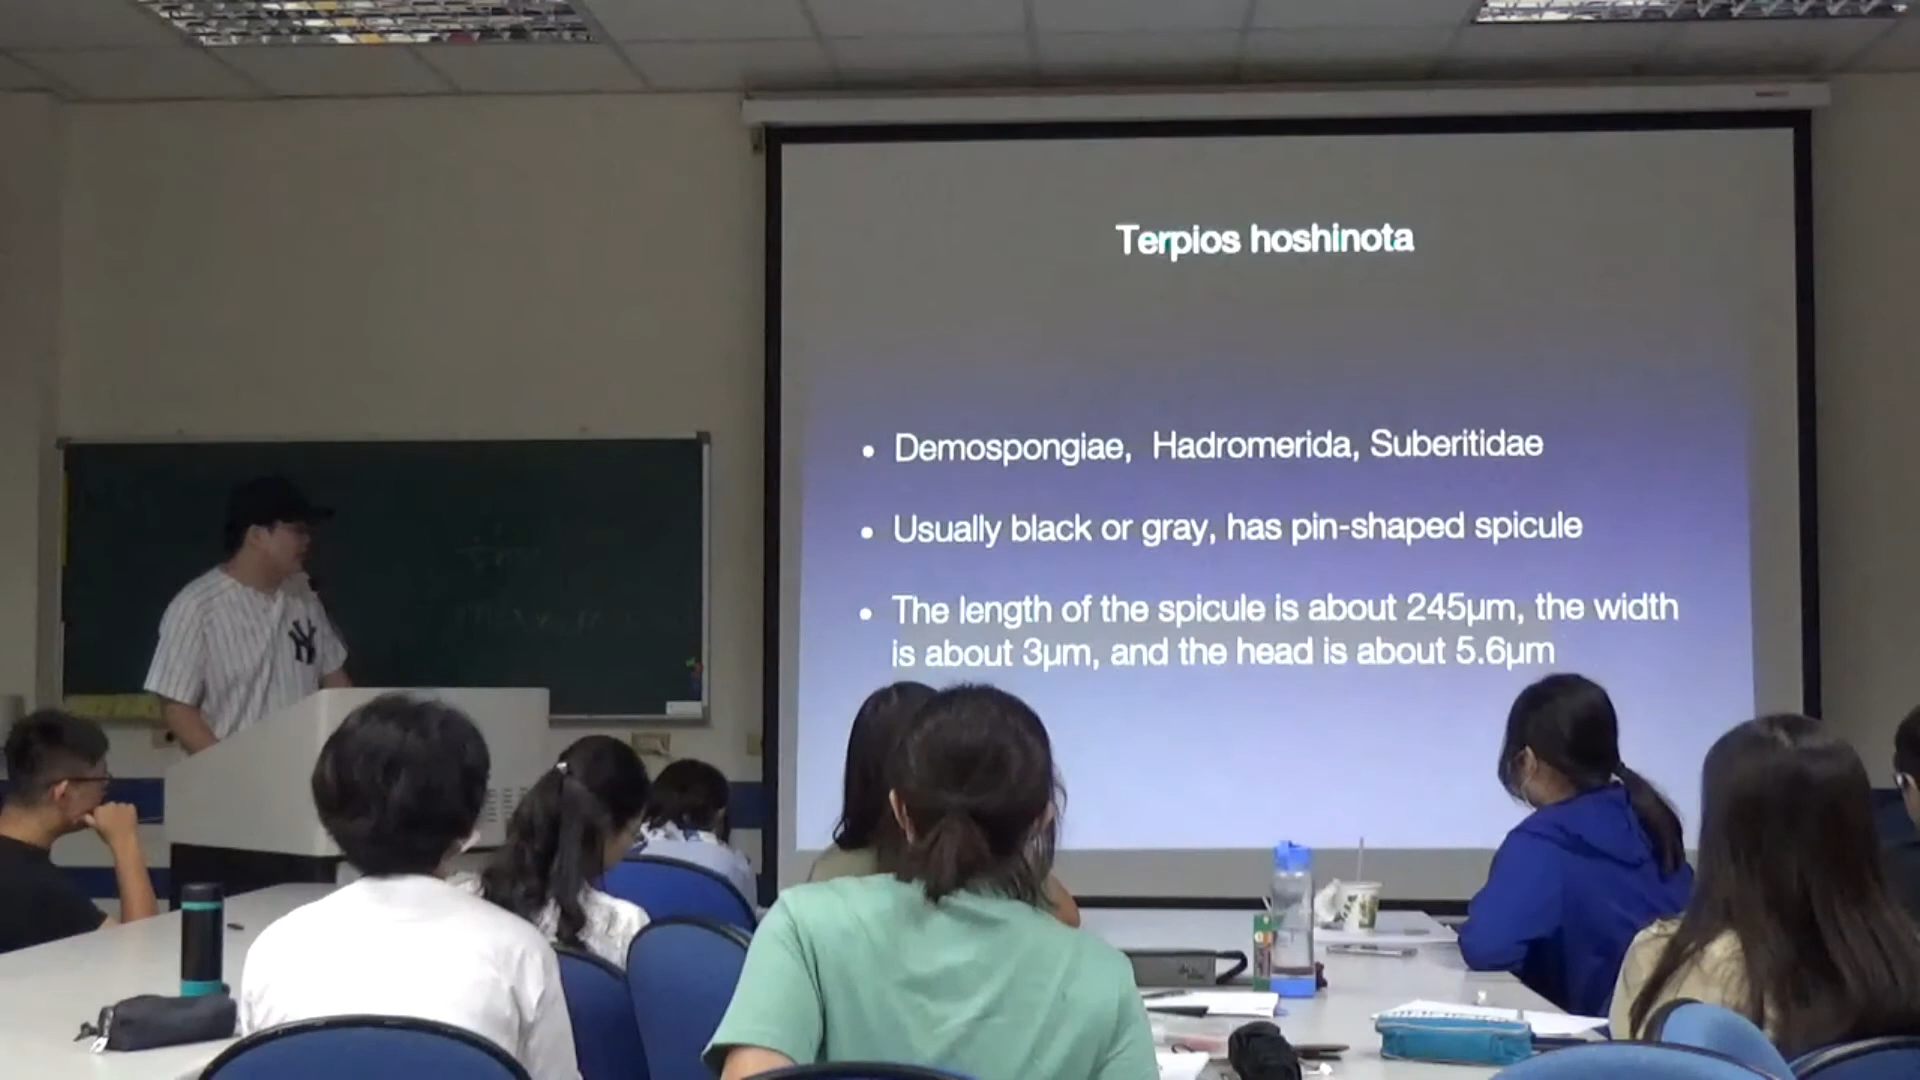 Terpios hoshinota
• Demospongiae, Hadromerida, Suberitidae
• Usually black or gray, has pin-shaped spicule
• The length of the spicule is about 245µm, the width
is about 3µm, and the head is about 5.6µm
NY